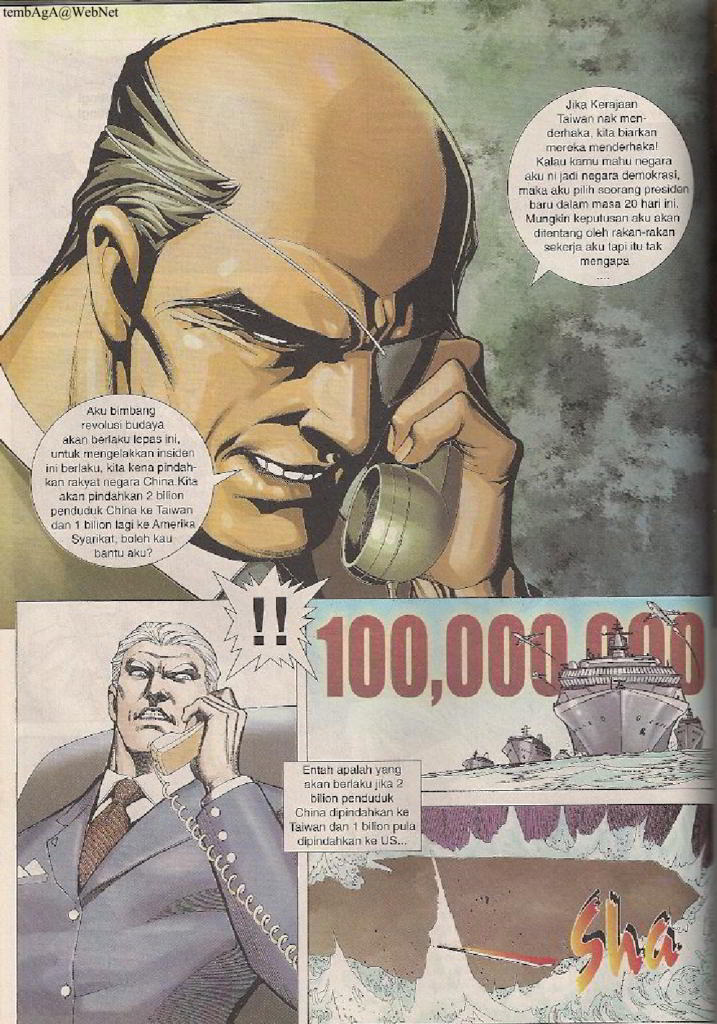 tembAgA@WebNet
Jika Kerajaan
Taiwan nak men-
derhaka, kita biarkan
mereka menderhaka!
Kalau kamu mahu negara
aku ni jadi negara demokrasi,
maka aku pilih seorang presiden
baru dalam masa 20 hari ini.
Mungkin keputusan aku akan
ditentang oleh rakan-rakan
sekerja aku tapi itu tak
mengapa
....
Aku bimbang
revolusi budaya
akan berlaku lepas ini,
untuk mengelakkan insiden
ini berlaku, kita kena pindah-
kan rakyat negara China.Kita
akan pindahkan 2 bilion
penduduk China ke Taiwan
dan 1 bilion lagi ke Amerika
Syarikat, boleh kau
bantu aku?
!!
100,000,000
Entah apalah yang
akan berlaku jika 2
bilion penduduk
China dipindahkan ke
Taiwan dan 1 bilion pula
dipindahkan ke US...
Sha